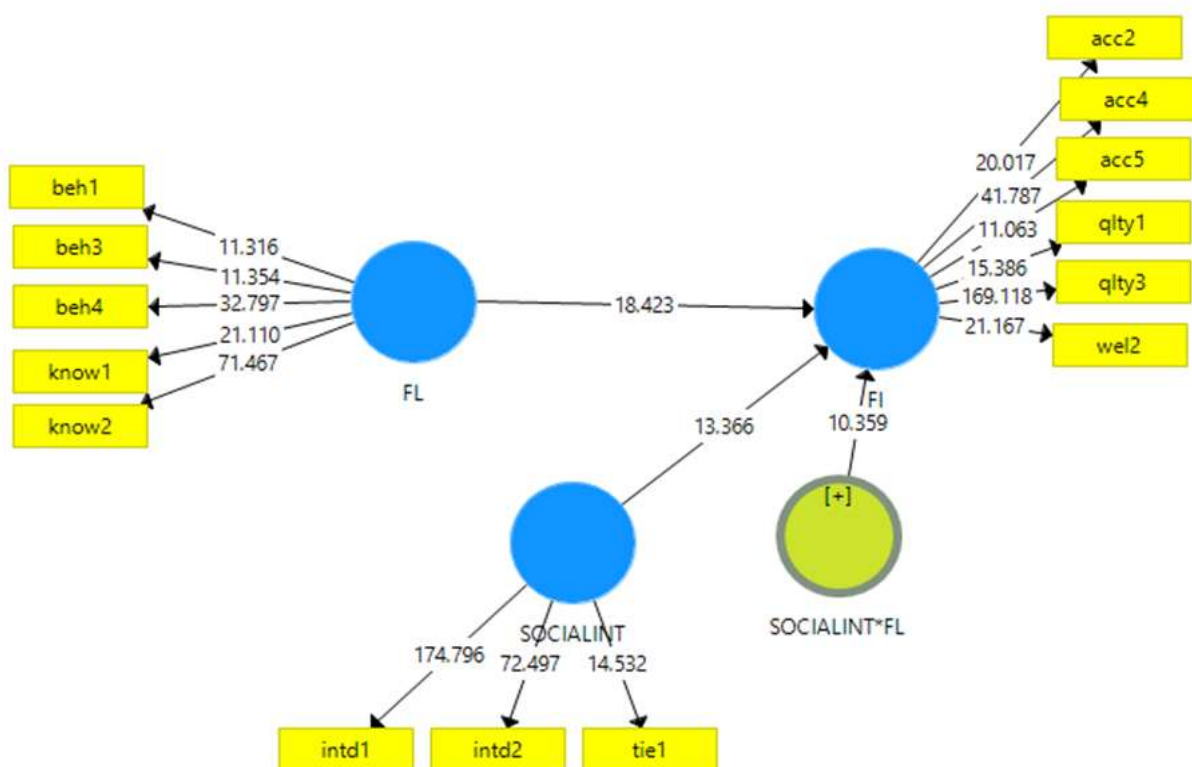 acc2
acc4
acc5
qlty1
qlty3
wel2
20.017
41.787
11.063
15.386
169.118
21.167
beh1
beh3
beh4
know1
know2
11.316
11.354
32.797
21.110
71.467
FL
18.423
FI
13.366
10.359
[+]
SOCIALINT
SOCIALINT*FL
174.796
72.497
14.532
intd1
intd2
tie1